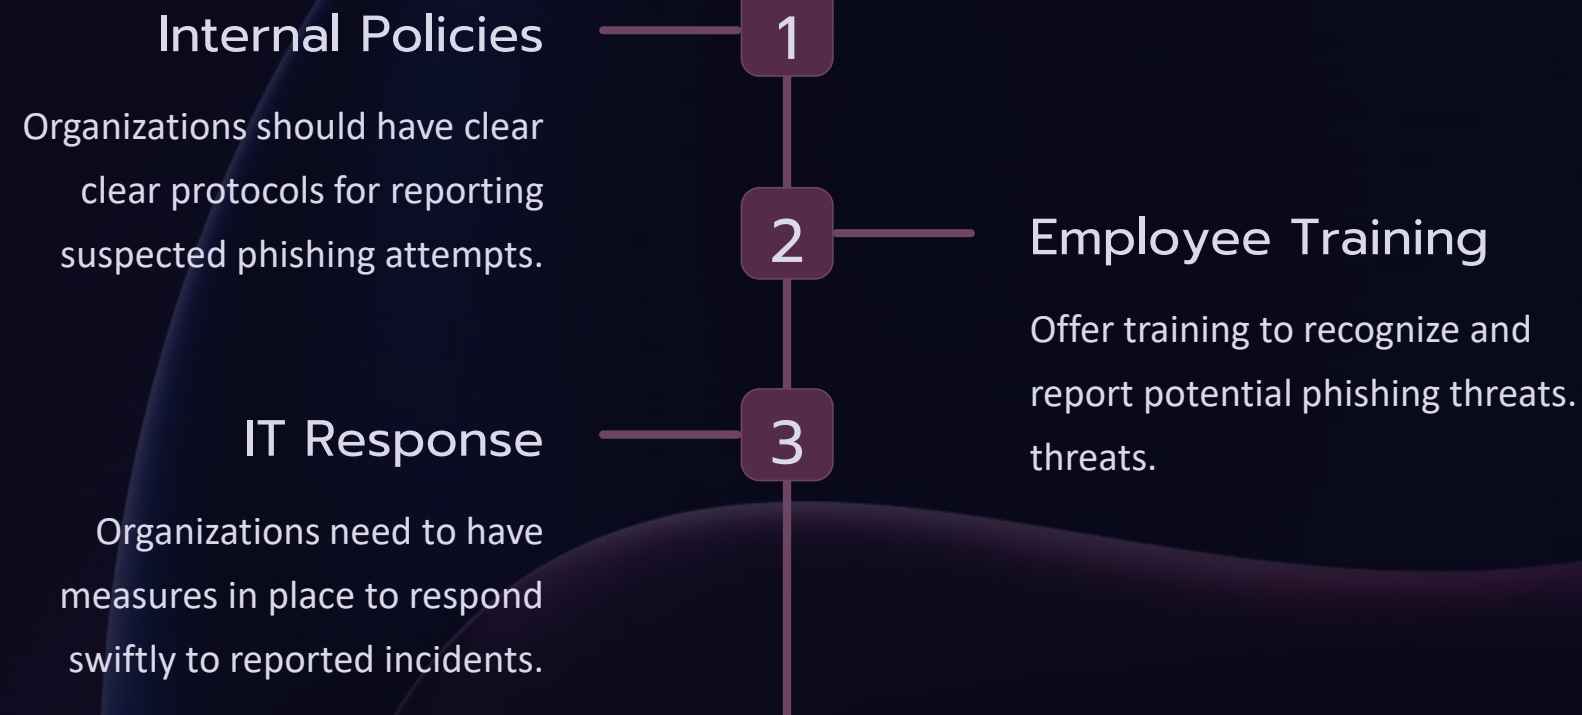 Internal Policies
1
Organizations should have clear
clear protocols for reporting
suspected phishing attempts.
2
Employee Training
Offer training to recognize and
report potential phishing threats.
threats.
IT Response
3
Organizations need to have
measures in place to respond
swiftly to reported incidents.